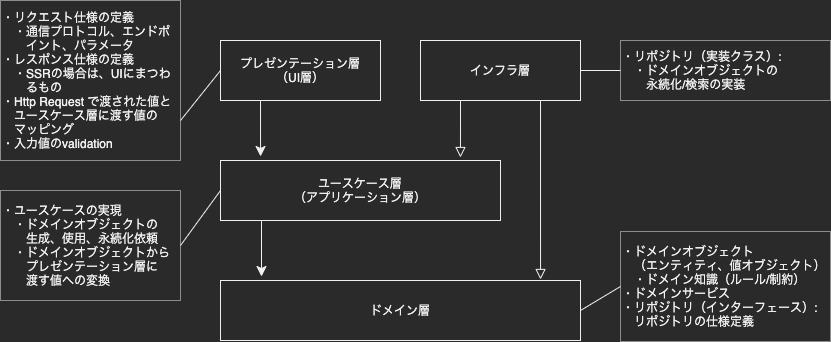 ・リクエスト仕様の定義
・通信プロトコル、エンドポ
イント、パラメータ
・レスポンス仕様の定義
・SSRの場合は、UIにまつわ
るもの
・Http Request で渡された値と
ユースケース層に渡す値の
マッピング
・入力値のvalidation
プレゼンテーション層
（UI層）
インフラ層
・リポジトリ（実装クラス）:
・ドメインオブジェクトの
永続化/検索の実装
ユースケース層
（アプリケーション層）
・ユースケースの実現
・ドメインオブジェクトの
生成、使用、永続化依頼
・ドメインオブジェクトから
プレゼンテーション層に
渡す値への変換
ドメイン層
・ドメインオブジェクト
（エンティティ、値オブジェクト）
・ドメイン知識（ルール/制約）
・ドメインサービス
・リポジトリ（インターフェース）:
リポジトリの仕様定義